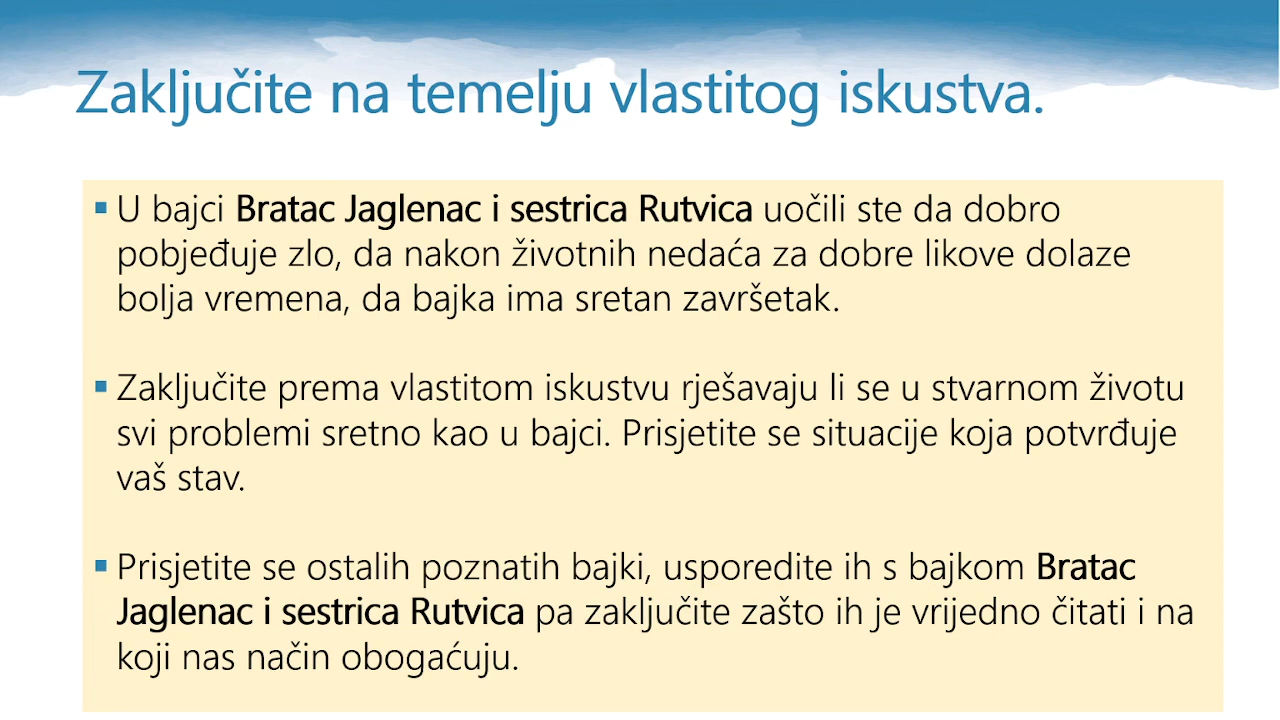 Zaključite na temelju vlastitog iskustva.
▪ U bajci Bratac Jaglenac i sestrica Rutvica uočili ste da dobro
pobjeđuje zlo, da nakon životnih nedaća za dobre likove dolaze
bolja vremena, da bajka ima sretan završetak.
▪ Zaključite prema vlastitom iskustvu rješavaju li se u stvarnom životu
svi problemi sretno kao u bajci. Prisjetite se situacije koja potvrđuje
vaš stav.
▪ Prisjetite se ostalih poznatih bajki, usporedite ih s bajkom Bratac
Jaglenac i sestrica Rutvica pa zaključite zašto ih je vrijedno čitati i na
koji nas način obogaćuju.